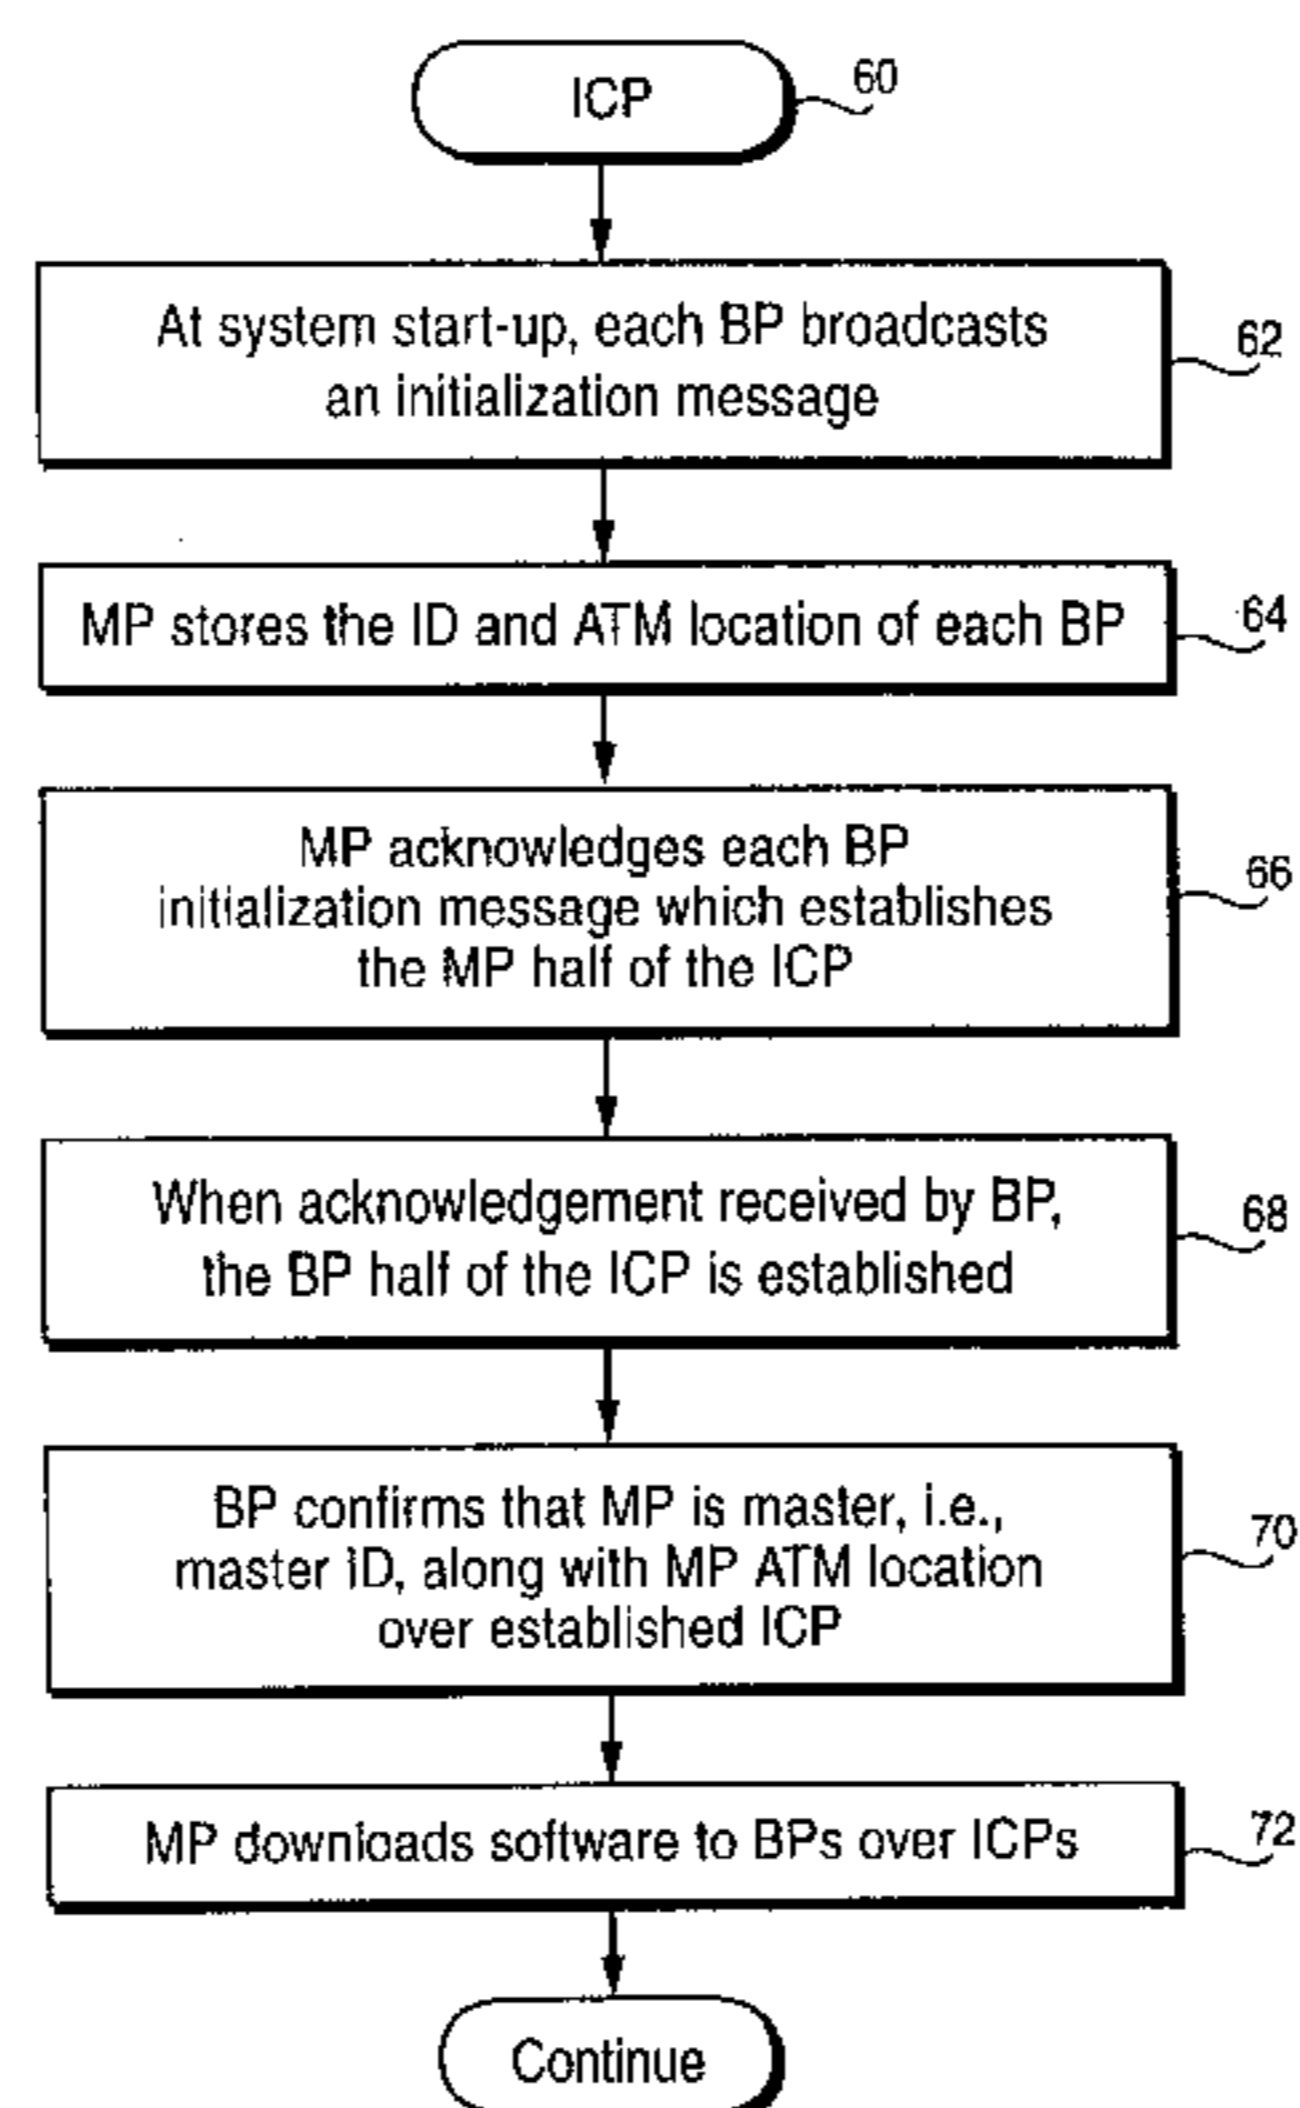 ICP
60
At system start-up, each BP broadcasts
an initialization message
62
MP stores the ID and ATM location of each BP
64
MP acknowledges each BP
initialization message which establishes
the MP half of the ICP
66
When acknowledgement received by BP,
the BP half of the ICP is established
68
BP confirms that MP is master, i.e.,
master ID, along with MP ATM location
over established ICP
70
MP downloads software to BPs over ICPs
72
Continue